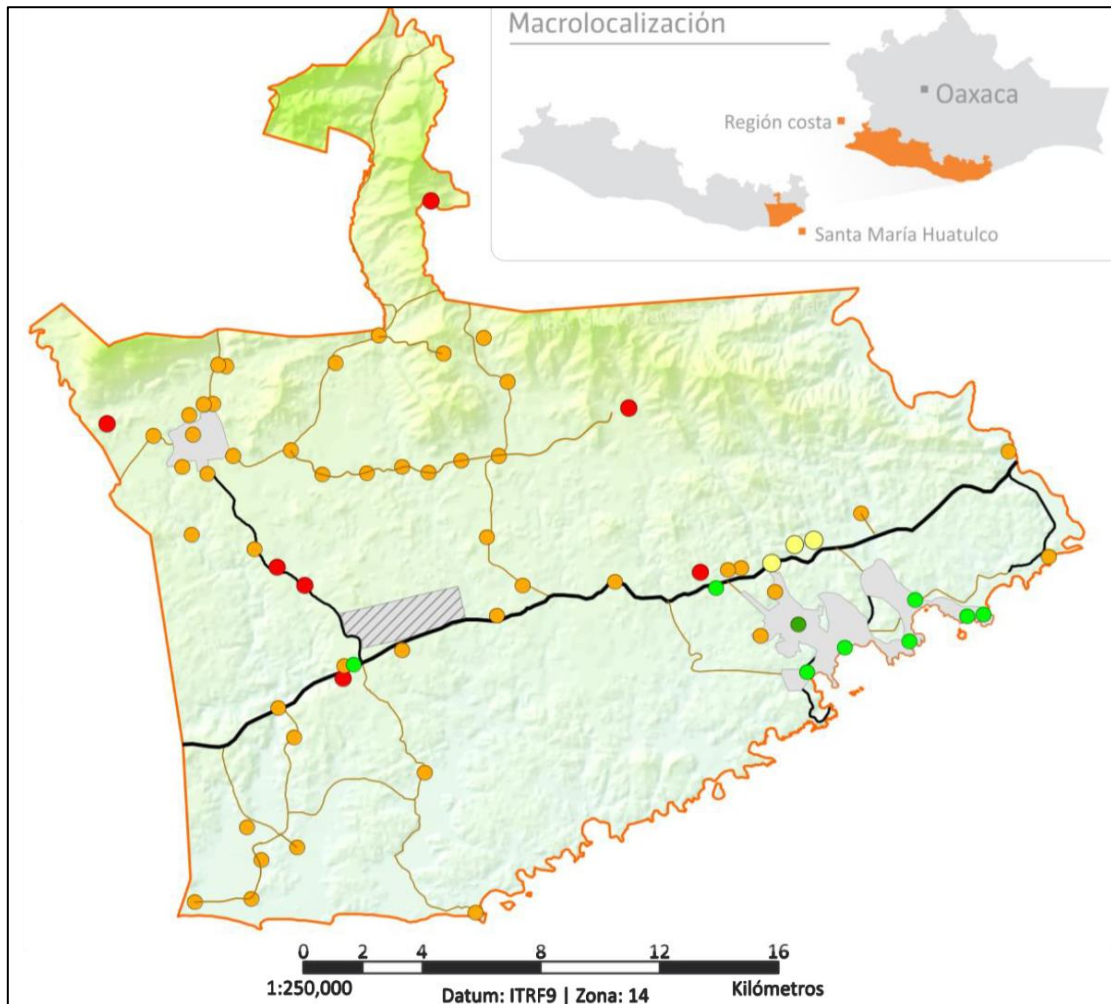 Macrolocalización
Oaxaca
Región costa
Santa María Huatulco
0 2 4 8 12 16
1:250,000 Datum: ITRF9 | Zona: 14 Kilómetros